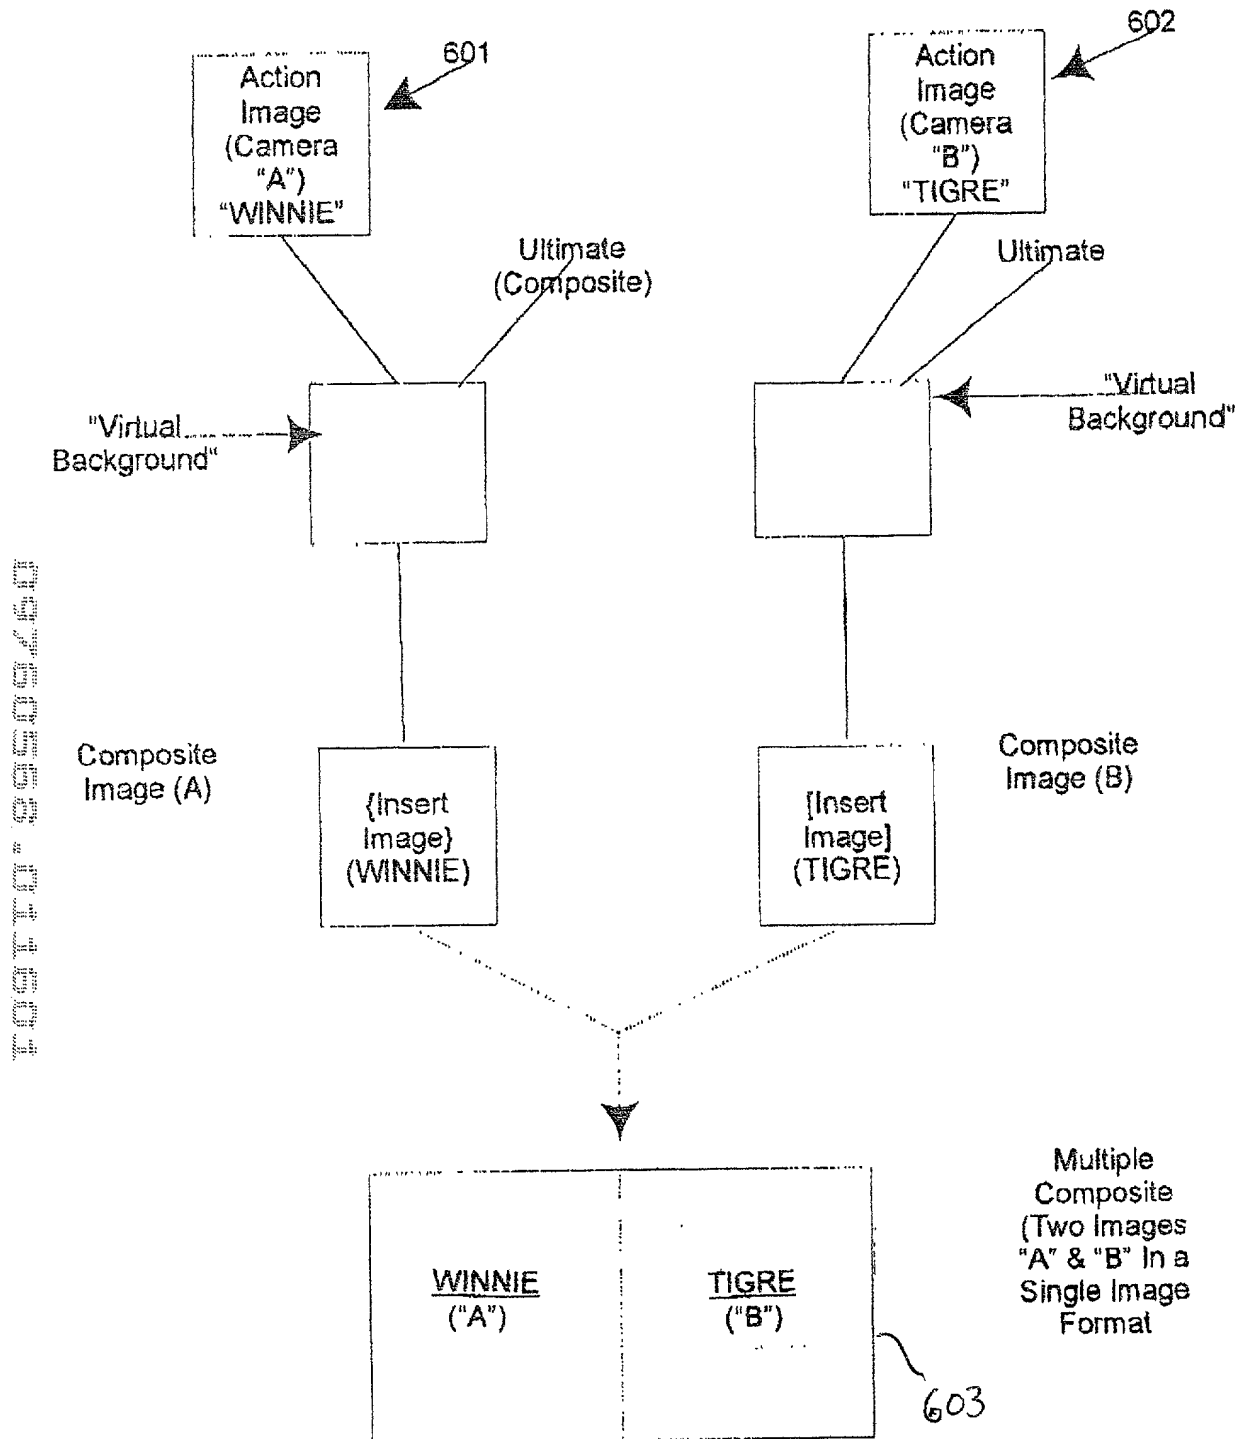 601
Action
Image
(Camera
"A")
"WINNIE"
602
Action
Image
(Camera
"B")
"TIGRE"
Ultimate
(Composite)
Ultimate
"Virtual
Background"
"Virtual
Background"
Composite
Image (A)
{Insert
Image}
(WINNIE)
[Insert
Image]
(TIGRE)
Composite
Image (B)
WINNIE
("A")
TIGRE
("B")
Multiple
Composite
(Two Images
"A" & "B" In a
Single Image
Format
603